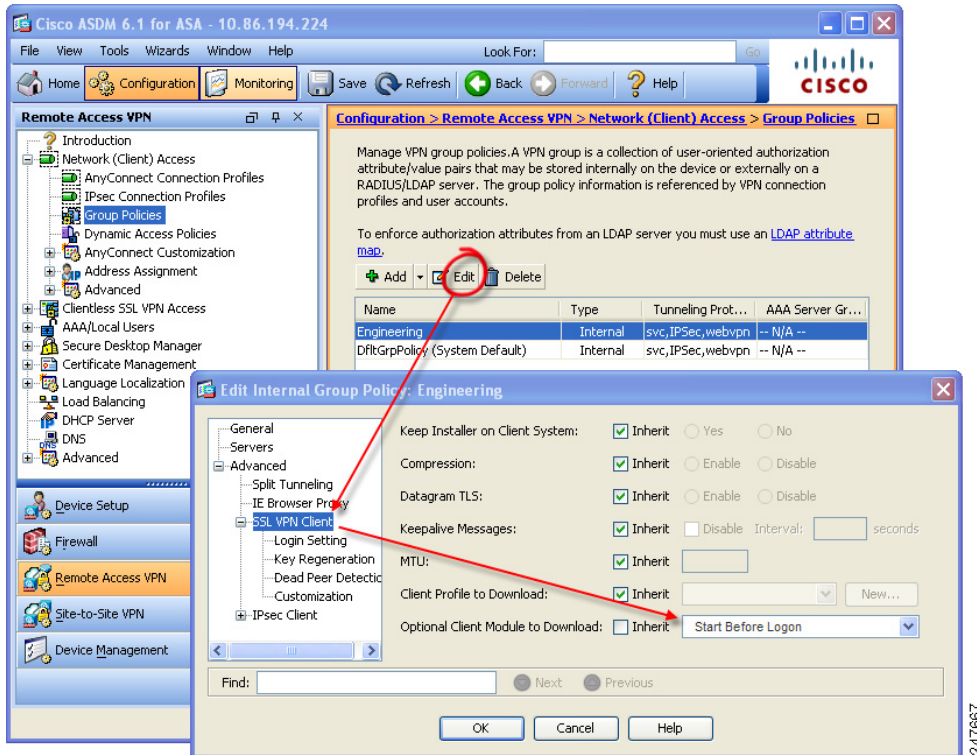 Cisco ASDM 6.1 for ASA - 10.86.194.224
File View Tools Wizards Window Help Look For: Go
Home Configuration Monitoring Save Refresh Back Forward Help
CISCO
Remote Access VPN
Introduction
Network (Client) Access
AnyConnect Connection Profiles
IPsec Connection Profiles
Group Policies
Dynamic Access Policies
AnyConnect Customization
Address Assignment
Advanced
Clientless SSL VPN Access
AAA/Local Users
Secure Desktop Manager
Certificate Management
Language Localization
Load Balancing
DHCP Server
DNS
Advanced
Device Setup
Firewall
Remote Access VPN
Site-to-Site VPN
Device Management
Configuration > Remote Access VPN > Network (Client) Access > Group Policies
Manage VPN group policies.A VPN group is a collection of user-oriented authorization
attribute/value pairs that may be stored internally on the device or externally on a
RADIUS/LDAP server. The group policy information is referenced by VPN connection
profiles and user accounts.
To enforce authorization attributes from an LDAP server you must use an LDAP attribute
map.
Add Edit Delete
Name Type Tunneling Prot... AAA Server Gr...
Engineering Internal svc,IPSec,webvpn -- N/A --
DfltGrpPolicy (System Default) Internal svc,IPSec,webvpn -- N/A --
Edit Internal Group Policy: Engineering
General
Servers
Advanced
Split Tunneling
IE Browser Proxy
SSL VPN Client
Login Setting
Key Regeneration
Dead Peer Detectio
Customization
IPsec Client
Keep Installer on Client System: Inherit Yes No
Compression: Inherit Enable Disable
Datagram TLS: Inherit Enable Disable
Keepalive Messages: Inherit Disable Interval: seconds
MTU: Inherit
Client Profile to Download: Inherit New...
Optional Client Module to Download: Inherit Start Before Logon
Find: Next Previous
OK Cancel Help
247667